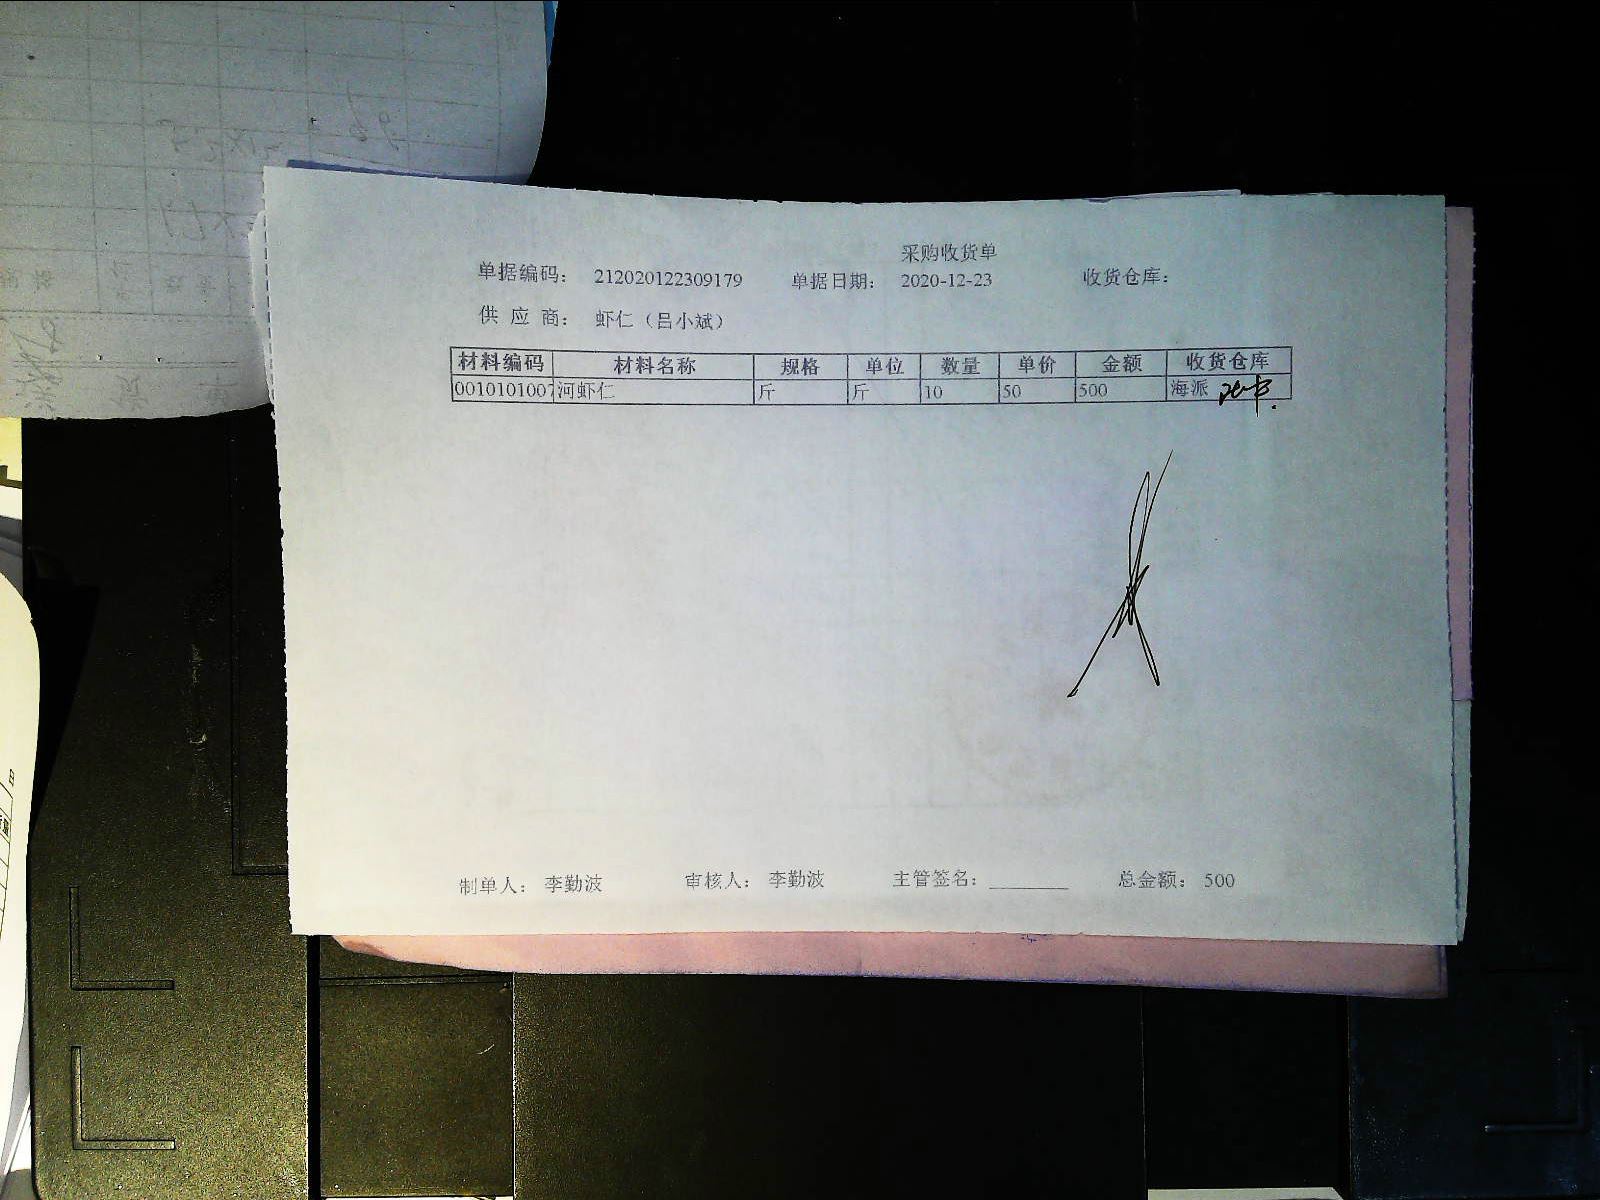 采购收货单
单据编码： 212020122309179 单据日期： 2020-12-23 收货仓库：
供 应 商： 虾仁（吕小斌）
材料编码 材料名称 规格 单位 数量 单价 金额 收货仓库
0010101007 河虾仁 斤 斤 10 50 500 海派
制单人： 李勤波 审核人： 李勤波 主管签名：________ 总金额： 500